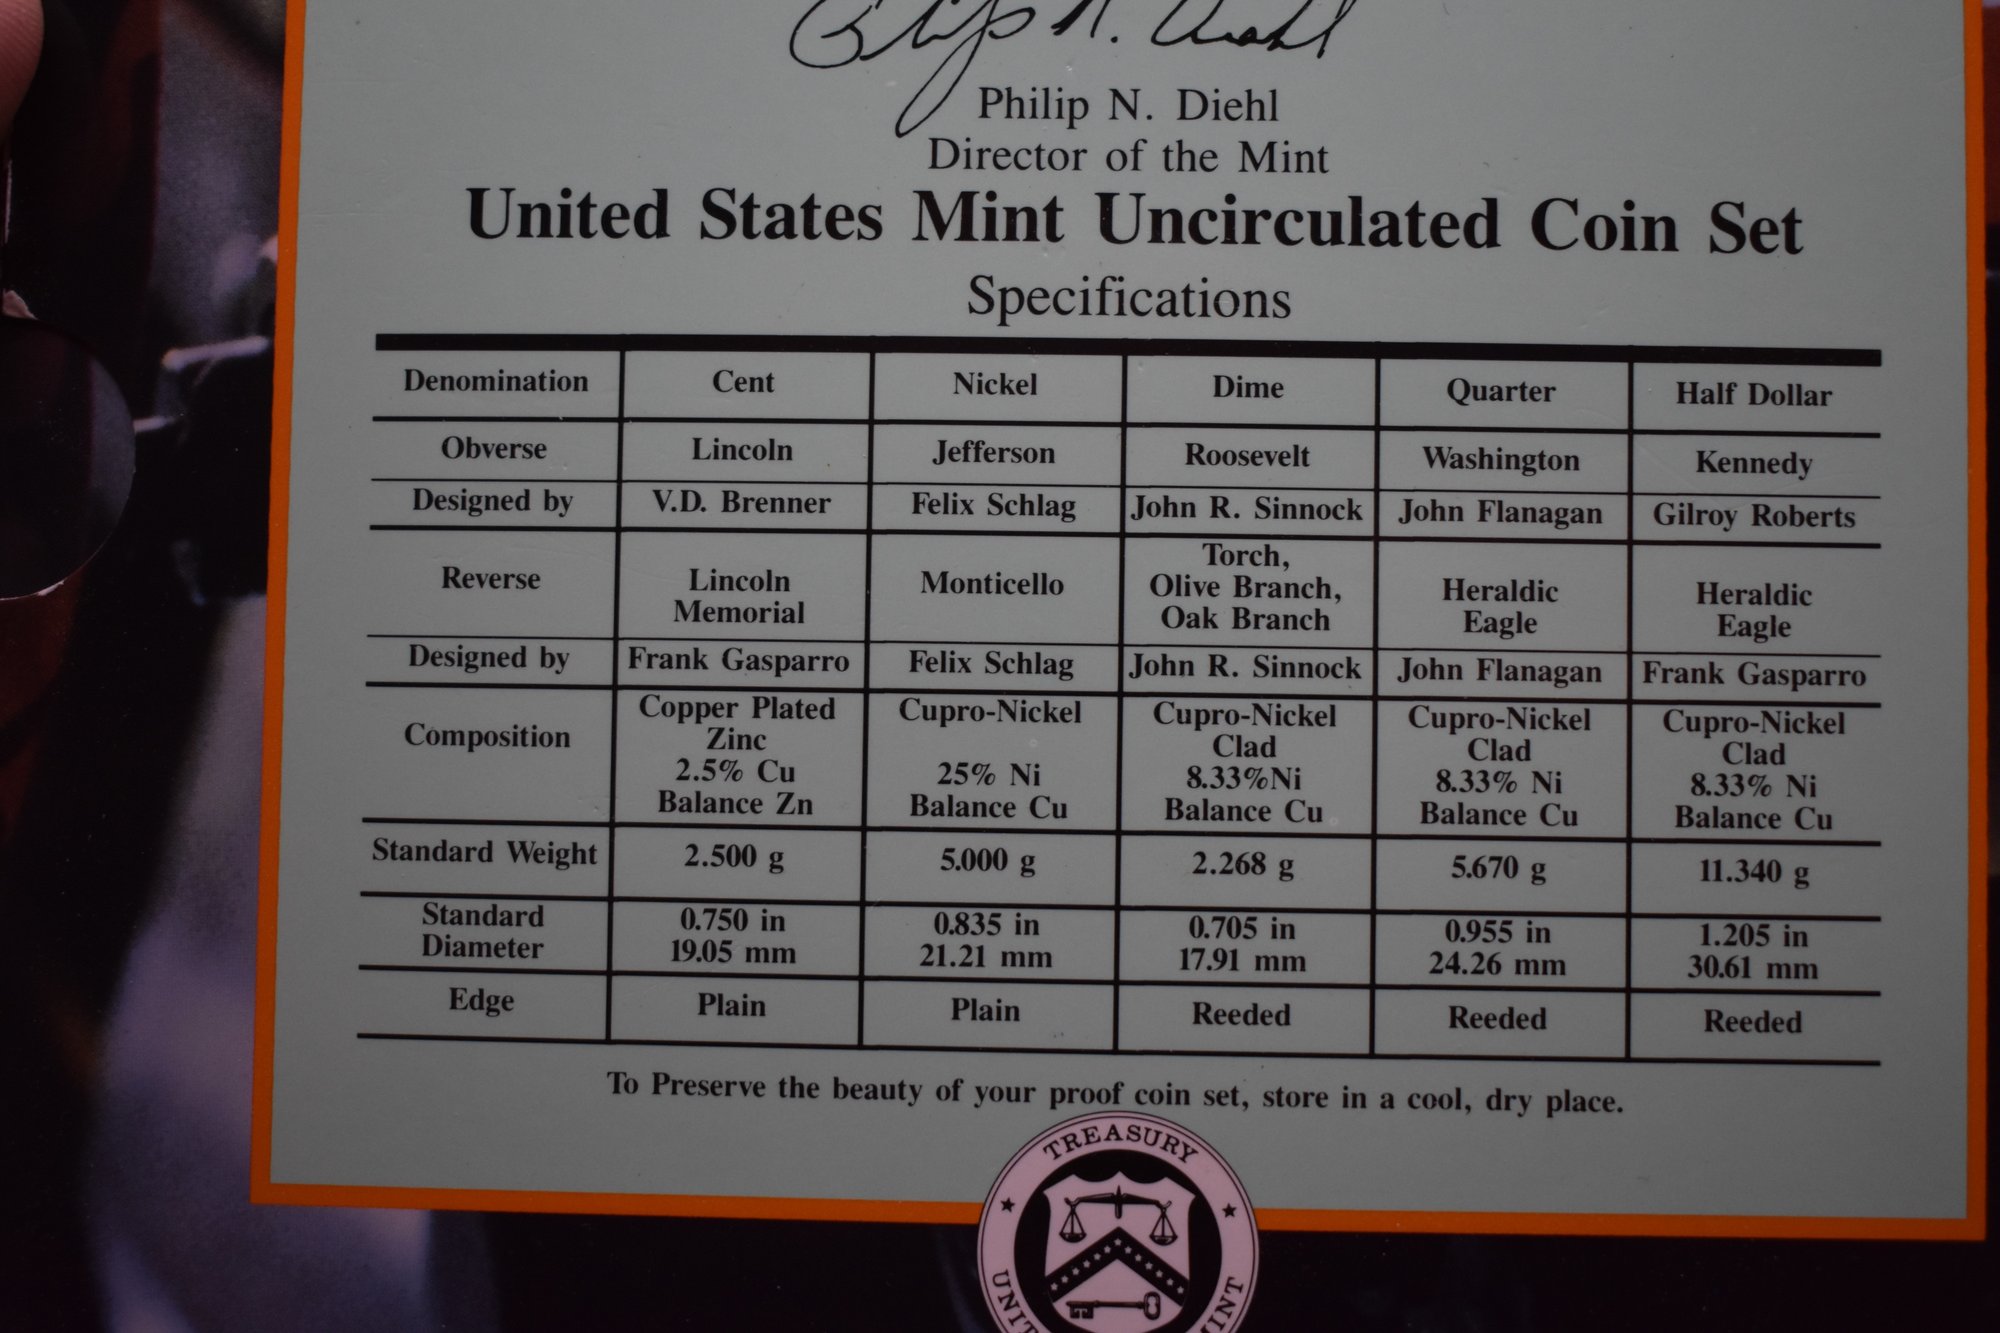 Philip N. Diehl
Philip N. Diehl
Director of the Mint
United States Mint Uncirculated Coin Set
Specifications
Denomination Cent Nickel Dime Quarter Half Dollar
Obverse Lincoln Jefferson Roosevelt Washington Kennedy
Designed by V.D. Brenner Felix Schlag John R. Sinnock John Flanagan Gilroy Roberts
Reverse Lincoln Memorial Monticello Torch, Olive Branch, Oak Branch Heraldic Eagle Heraldic Eagle
Designed by Frank Gasparro Felix Schlag John R. Sinnock John Flanagan Frank Gasparro
Composition Copper Plated Zinc 2.5% Cu Balance Zn Cupro-Nickel 25% Ni Balance Cu Cupro-Nickel Clad 8.33%Ni Balance Cu Cupro-Nickel Clad 8.33% Ni Balance Cu Cupro-Nickel Clad 8.33% Ni Balance Cu
Standard Weight 2.500 g 5.000 g 2.268 g 5.670 g 11.340 g
Standard Diameter 0.750 in 19.05 mm 0.835 in 21.21 mm 0.705 in 17.91 mm 0.955 in 24.26 mm 1.205 in 30.61 mm
Edge Plain Plain Reeded Reeded Reeded
To Preserve the beauty of your proof coin set, store in a cool, dry place.
TREASURY